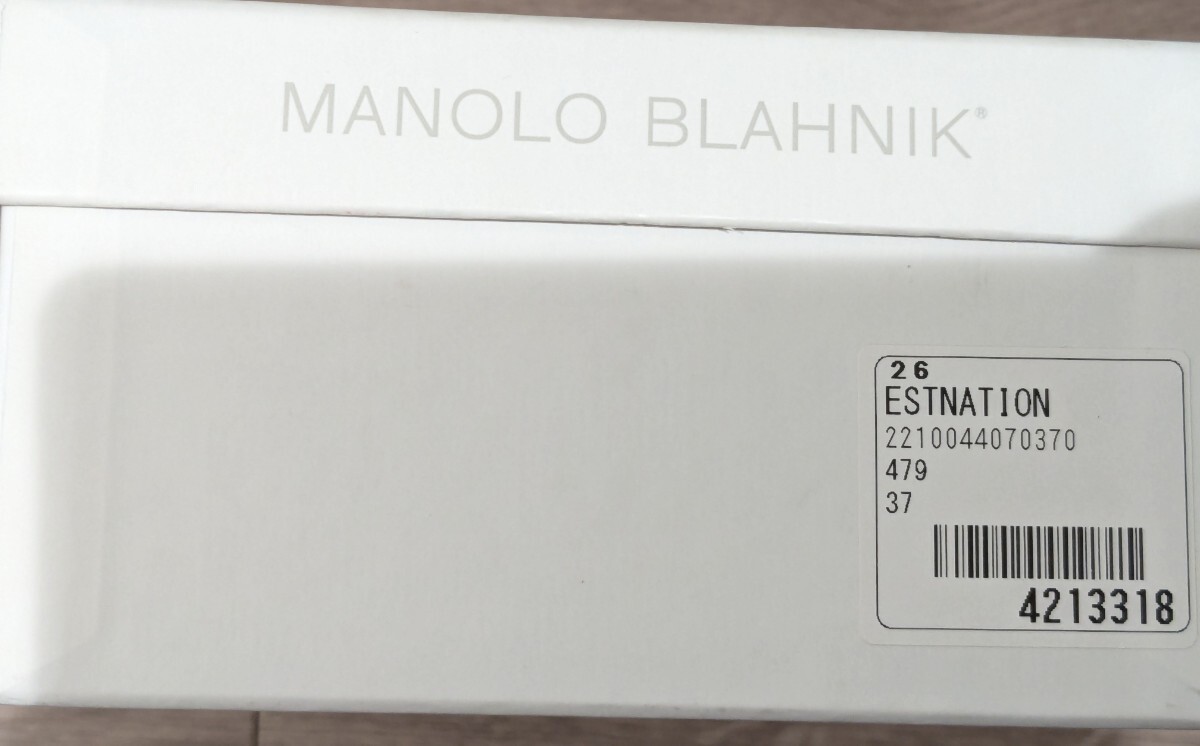 MANOLO BLAHNIK®
26
ESTNATION
2210044070370
479
37
4213318